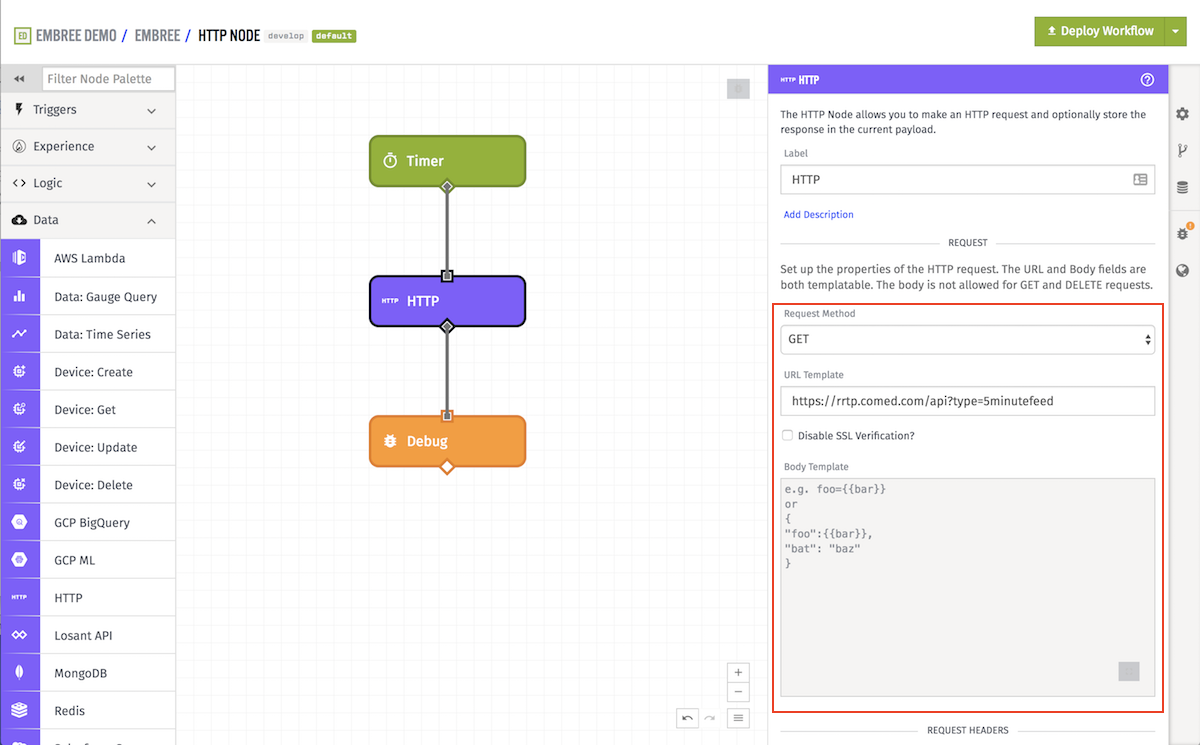 ED EMBREE DEMO / EMBREE / HTTP NODE develop default
Deploy Workflow
Filter Node Palette
Triggers
Experience
Logic
Data
AWS Lambda
Data: Gauge Query
Data: Time Series
Device: Create
Device: Get
Device: Update
Device: Delete
GCP BigQuery
GCP ML
HTTP HTTP
Losant API
MongoDB
Redis
Timer
HTTP HTTP
Debug
HTTP HTTP
The HTTP Node allows you to make an HTTP request and optionally store the
response in the current payload.
Label
HTTP
Add Description
REQUEST
Set up the properties of the HTTP request. The URL and Body fields are
both templatable. The body is not allowed for GET and DELETE requests.
Request Method
GET
URL Template
https://rrtp.comed.com/api?type=5minutefeed
Disable SSL Verification?
Body Template
e.g. foo={{bar}}
or
{
"foo":{{bar}},
"bat": "baz"
}
REQUEST HEADERS